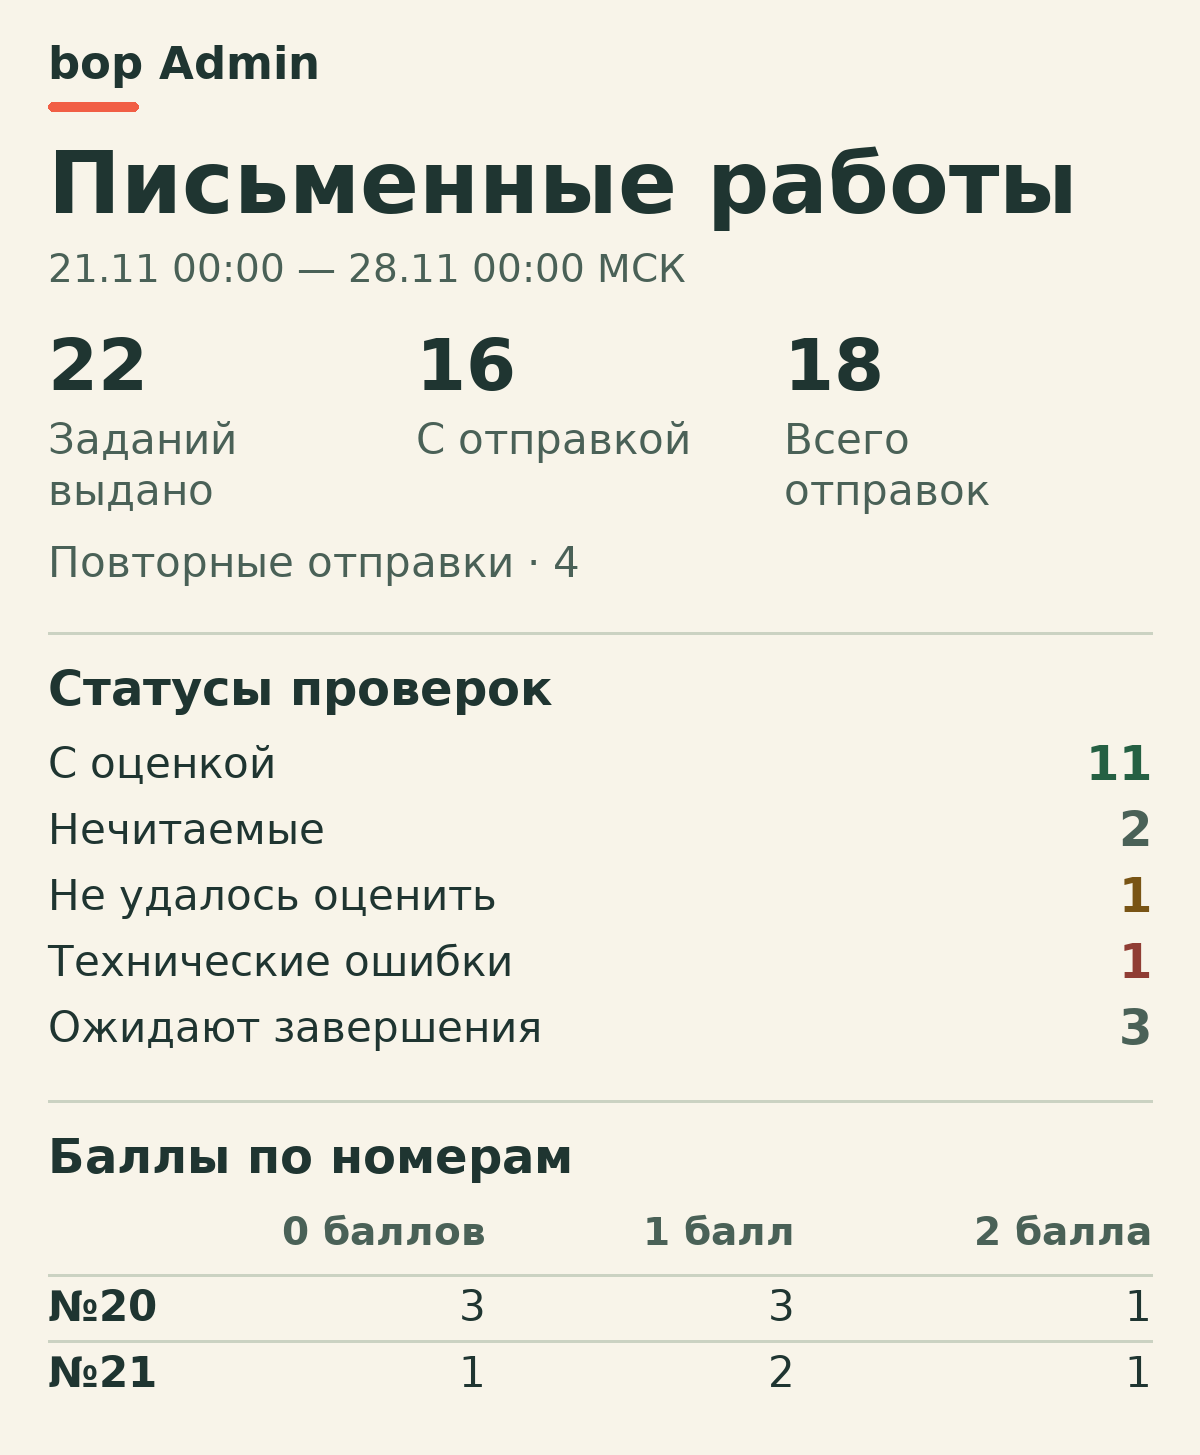 bop Admin
Письменные работы
21.11 00:00 — 28.11 00:00 МСК
22 16 18
Заданий выдано С отправкой Всего отправок
Повторные отправки · 4
Статусы проверок
С оценкой 11
Нечитаемые 2
Не удалось оценить 1
Технические ошибки 1
Ожидают завершения 3
Баллы по номерам
0 баллов 1 балл 2 балла
№20 3 3 1
№21 1 2 1